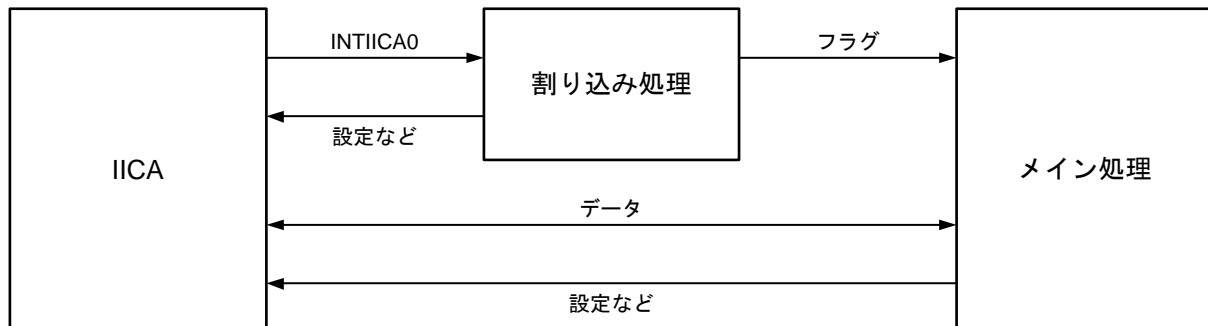 INTIICA0
フラグ
割り込み処理
設定など
IICA
メイン処理
データ
設定など